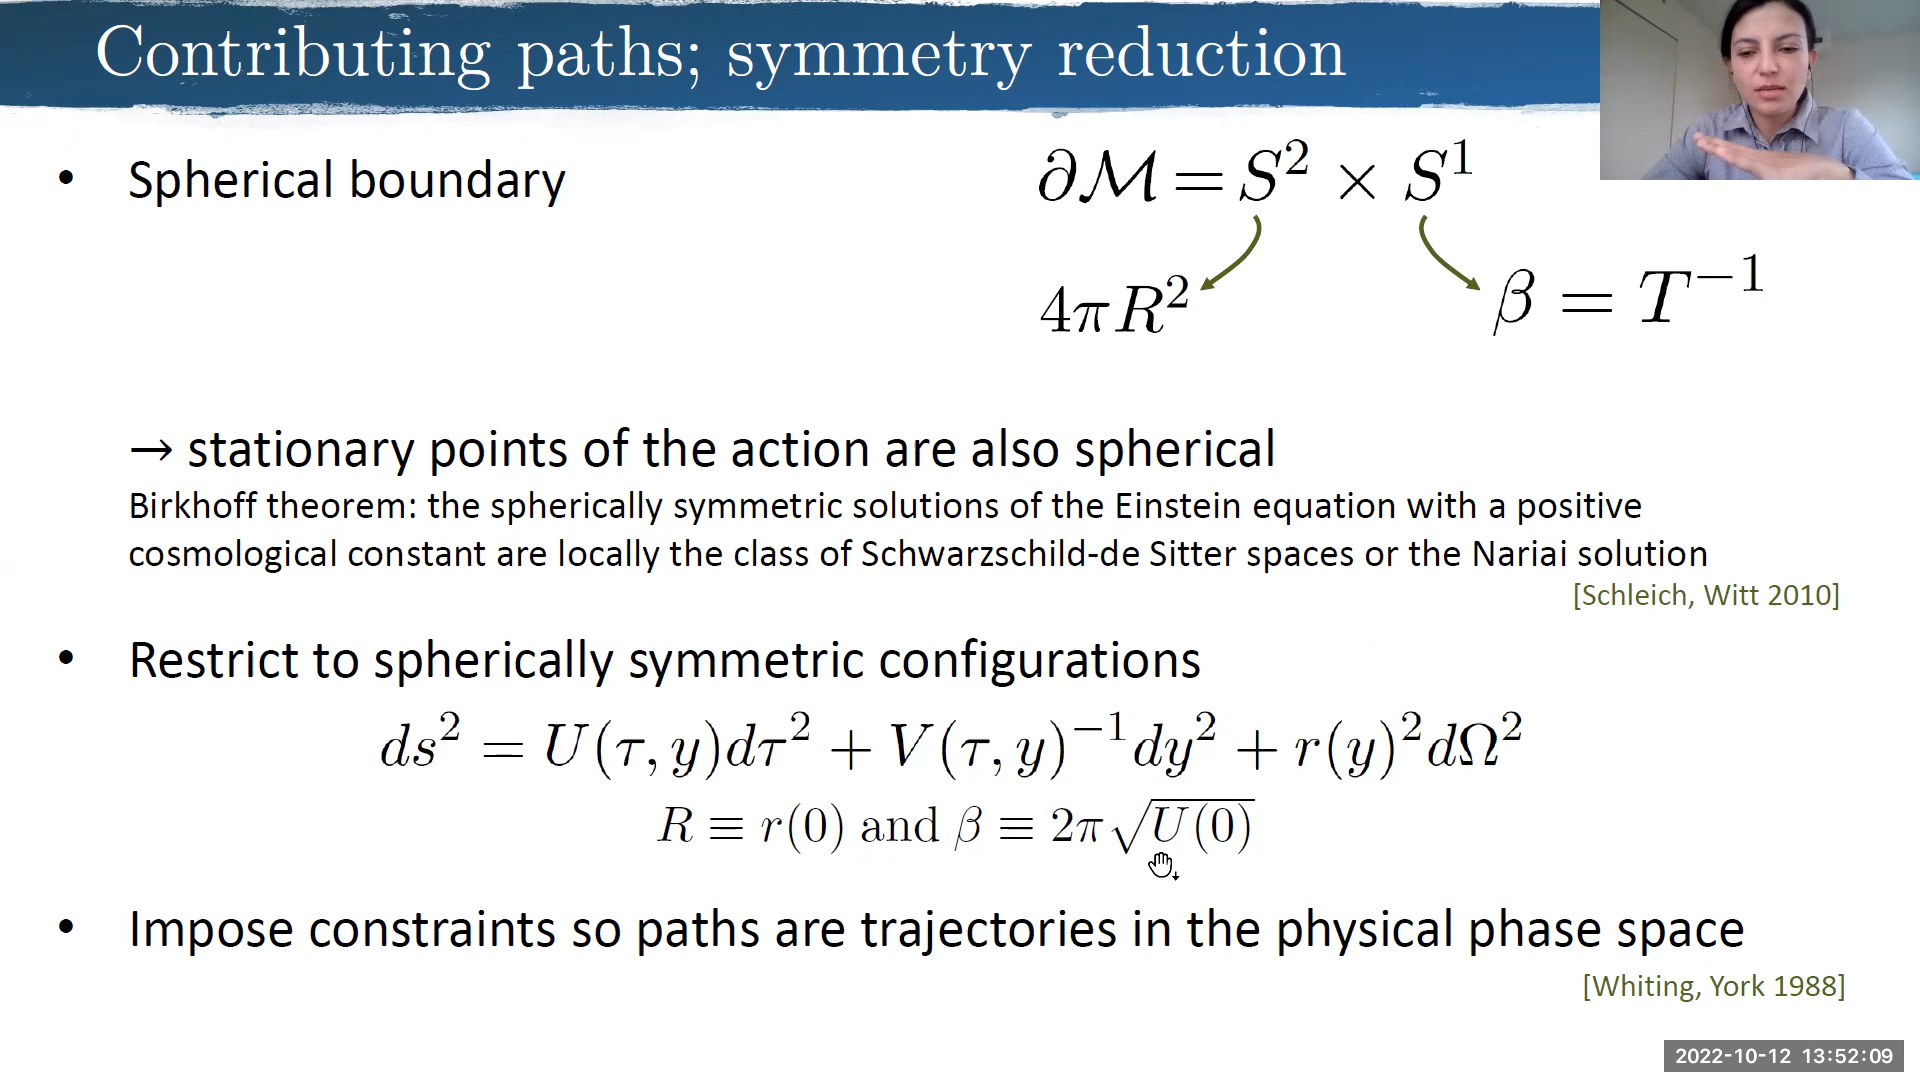 Contributing paths; symmetry reduction
• Spherical boundary
∂ℳ = S² × S¹
4πR²
β = T⁻¹
→ stationary points of the action are also spherical
Birkhoff theorem: the spherically symmetric solutions of the Einstein equation with a positive
cosmological constant are locally the class of Schwarzschild-de Sitter spaces or the Nariai solution
[Schleich, Witt 2010]
• Restrict to spherically symmetric configurations
ds² = U(τ, y)dτ² + V(τ, y)⁻¹dy² + r(y)²dΩ²
R ≡ r(0) and β ≡ 2π√U(0)
• Impose constraints so paths are trajectories in the physical phase space
[Whiting, York 1988]
2022-10-12 13:52:09